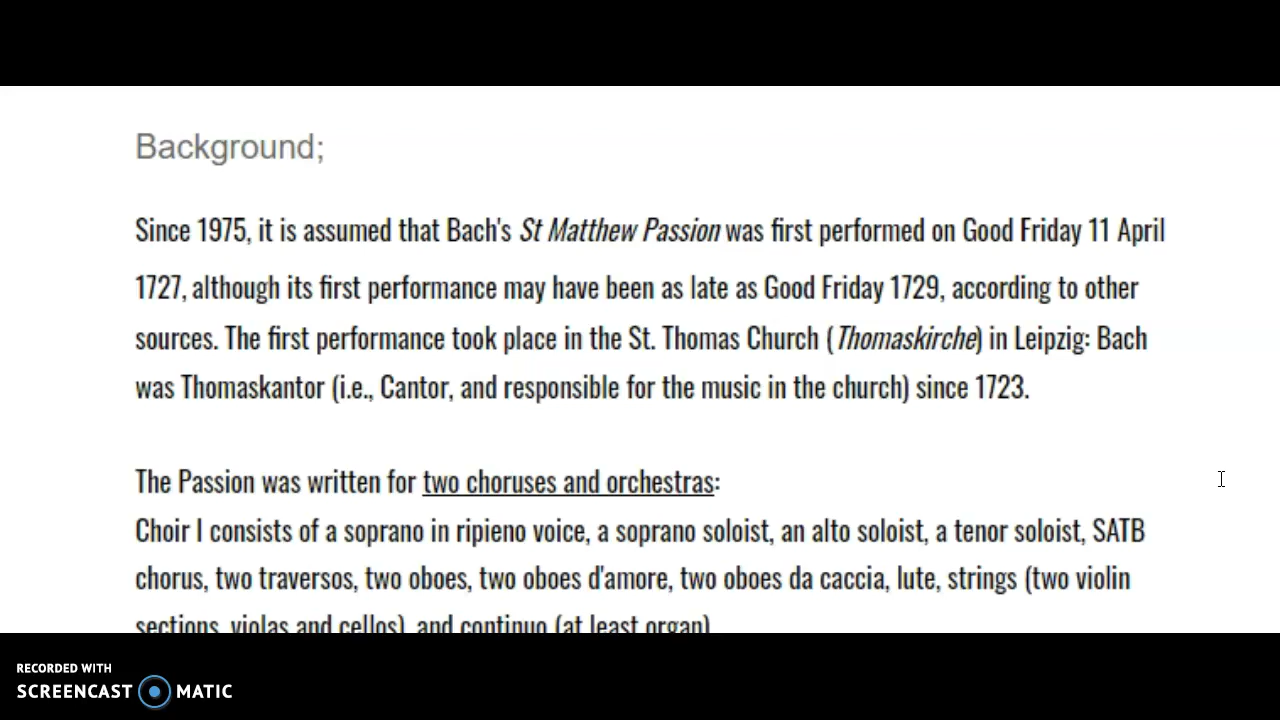 Background;
Since 1975, it is assumed that Bach's St Matthew Passion was first performed on Good Friday 11 April
1727, although its first performance may have been as late as Good Friday 1729, according to other
sources. The first performance took place in the St. Thomas Church (Thomaskirche) in Leipzig: Bach
was Thomaskantor (i.e., Cantor, and responsible for the music in the church) since 1723.
The Passion was written for two choruses and orchestras:
Choir I consists of a soprano in ripieno voice, a soprano soloist, an alto soloist, a tenor soloist, SATB
chorus, two traversos, two oboes, two oboes d'amore, two oboes da caccia, lute, strings (two violin
sections, violas and cellos), and continuo (at least organ)
RECORDED WITH
SCREENCAST MATIC